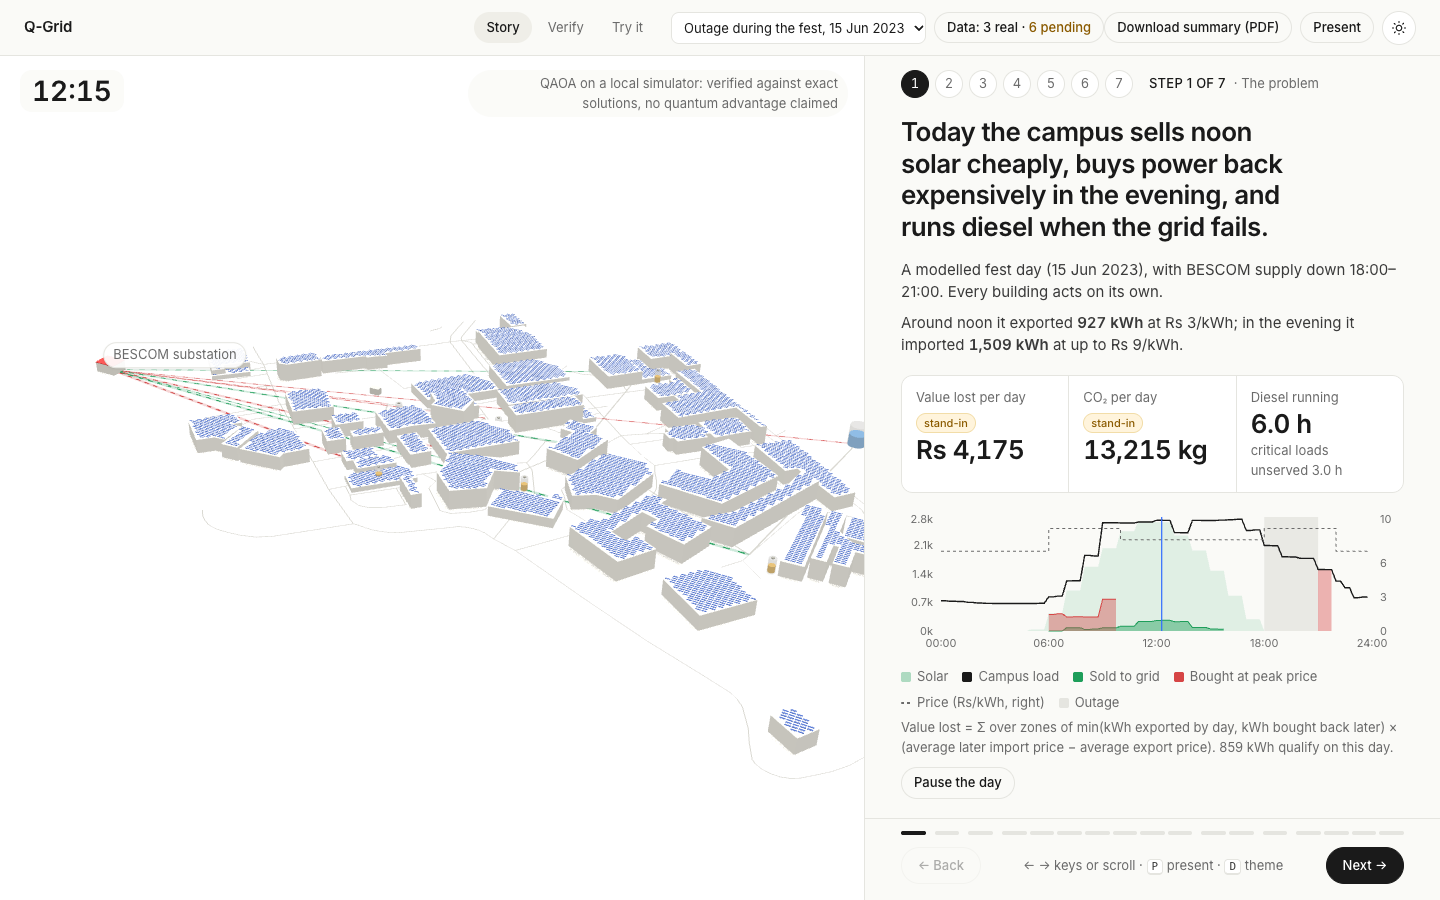 Q-Grid
Story
Verify
Try it
Outage during the fest, 15 Jun 2023
Data: 3 real · 6 pending
Download summary (PDF)
Present
12:15
QAOA on a local simulator: verified against exact
solutions, no quantum advantage claimed
BESCOM substation
1 2 3 4 5 6 7 STEP 1 OF 7 · The problem
Today the campus sells noon
solar cheaply, buys power back
expensively in the evening, and
runs diesel when the grid fails.
A modelled fest day (15 Jun 2023), with BESCOM supply down 18:00–
21:00. Every building acts on its own.
Around noon it exported 927 kWh at Rs 3/kWh; in the evening it
imported 1,509 kWh at up to Rs 9/kWh.
Value lost per day
stand-in
Rs 4,175
CO₂ per day
stand-in
13,215 kg
Diesel running
6.0 h
critical loads
unserved 3.0 h
2.8k
2.1k
1.4k
0.7k
0k
10
6
3
0
00:00 06:00 12:00 18:00 24:00
Solar Campus load Sold to grid Bought at peak price
Price (Rs/kWh, right) Outage
Value lost = Σ over zones of min(kWh exported by day, kWh bought back later) ×
(average later import price − average export price). 859 kWh qualify on this day.
Pause the day
← Back
← → keys or scroll · P present · D theme
Next →